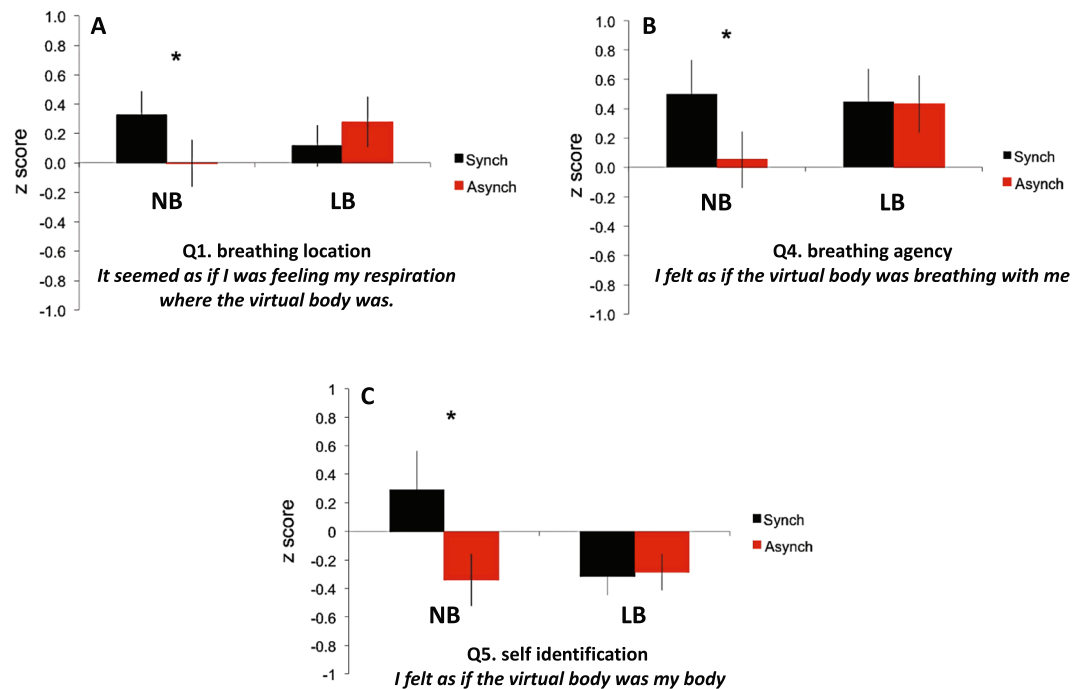 A
*
1.0
0.8
0.6
0.4
0.2
0.0
-0.2
-0.4
-0.6
-0.8
-1.0
z score
NB
LB
Synch
Asynch
Q1. breathing location
It seemed as if I was feeling my respiration
where the virtual body was.
B
*
1.0
0.8
0.6
0.4
0.2
0.0
-0.2
-0.4
-0.6
-0.8
-1.0
z score
NB
LB
Synch
Asynch
Q4. breathing agency
I felt as if the virtual body was breathing with me
C
*
1
0.8
0.6
0.4
0.2
0
-0.2
-0.4
-0.6
-0.8
-1
z score
NB
LB
Synch
Asynch
Q5. self identification
I felt as if the virtual body was my body